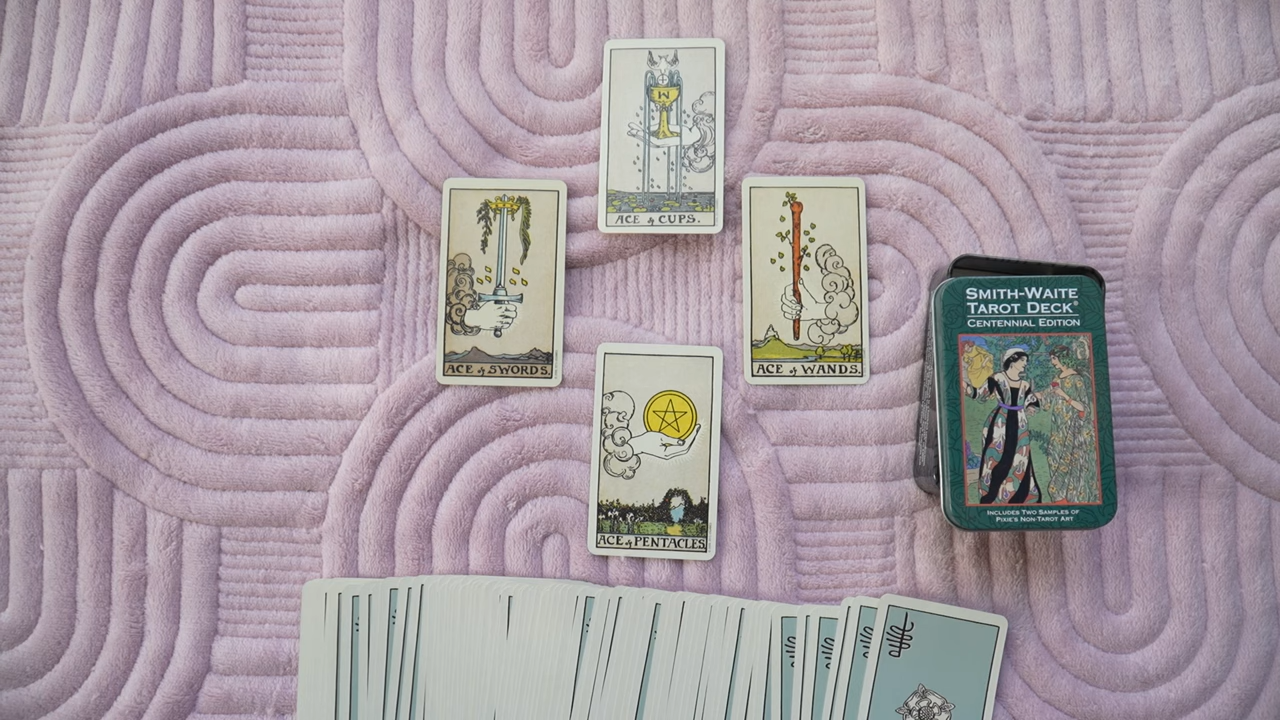 ACE of CUPS.
ACE of SWORDS.
ACE of WANDS.
SMITH-WAITE
TAROT DECK®
CENTENNIAL EDITION
INCLUDES TWO SAMPLES OF
PIXIE'S NON-TAROT ART
ACE of PENTACLES